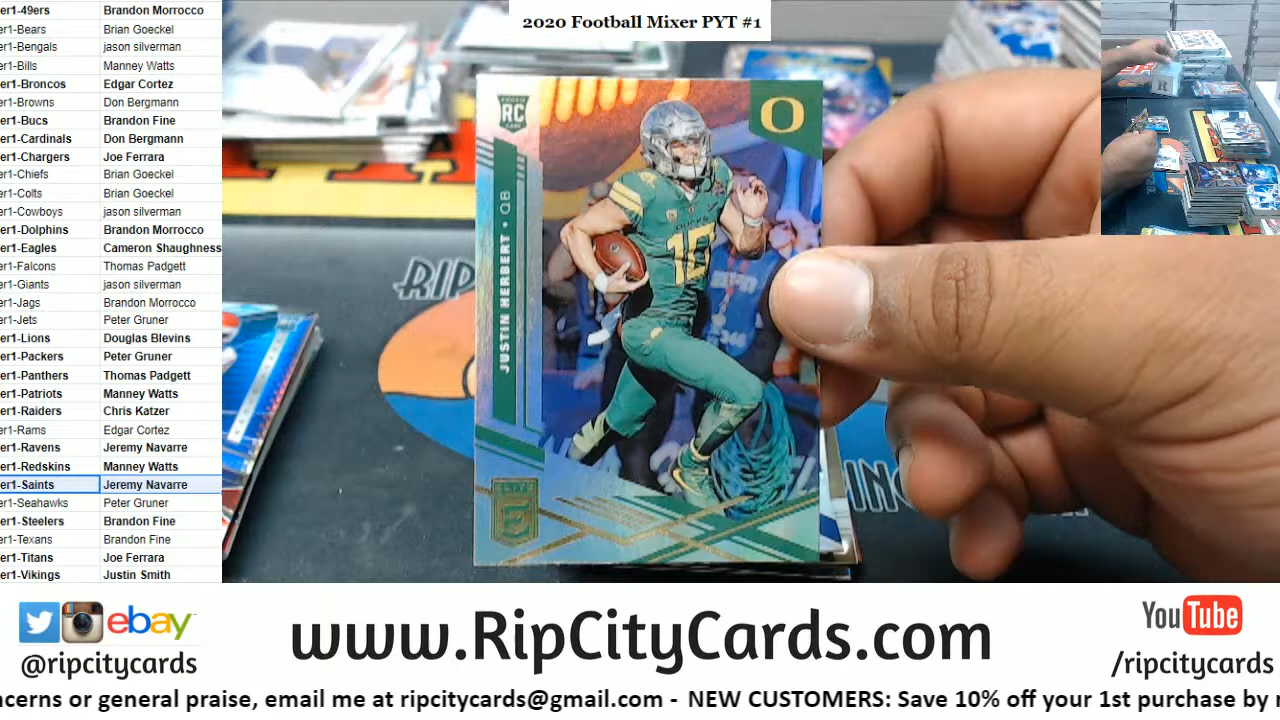 2020 Football Mixer PYT #1
er1-49ers Brandon Morrocco
er1-Bears Brian Goeckel
er1-Bengals jason silverman
er1-Bills Manney Watts
er1-Broncos Edgar Cortez
er1-Browns Don Bergmann
er1-Bucs Brandon Fine
er1-Cardinals Don Bergmann
er1-Chargers Joe Ferrara
er1-Chiefs Brian Goeckel
er1-Colts Brian Goeckel
er1-Cowboys jason silverman
er1-Dolphins Brandon Morrocco
er1-Eagles Cameron Shaughness
er1-Falcons Thomas Padgett
er1-Giants jason silverman
er1-Jags Brandon Morrocco
er1-Jets Peter Gruner
er1-Lions Douglas Blevins
er1-Packers Peter Gruner
er1-Panthers Thomas Padgett
er1-Patriots Manney Watts
er1-Raiders Chris Katzer
er1-Rams Edgar Cortez
er1-Ravens Jeremy Navarre
er1-Redskins Manney Watts
er1-Saints Jeremy Navarre
er1-Seahawks Peter Gruner
er1-Steelers Brandon Fine
er1-Texans Brandon Fine
er1-Titans Joe Ferrara
er1-Vikings Justin Smith
RC
O
JUSTIN HERBERT • QB
10
ELITE
E
RIP
ebay
@ripcitycards
www.RipCityCards.com
YouTube
/ripcitycards
ncerns or general praise, email me at ripcitycards@gmail.com - NEW CUSTOMERS: Save 10% off your 1st purchase by